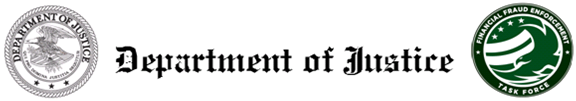 DEPARTMENT OF JUSTICE
Department of Justice
FINANCIAL FRAUD ENFORCEMENT
TASK FORCE